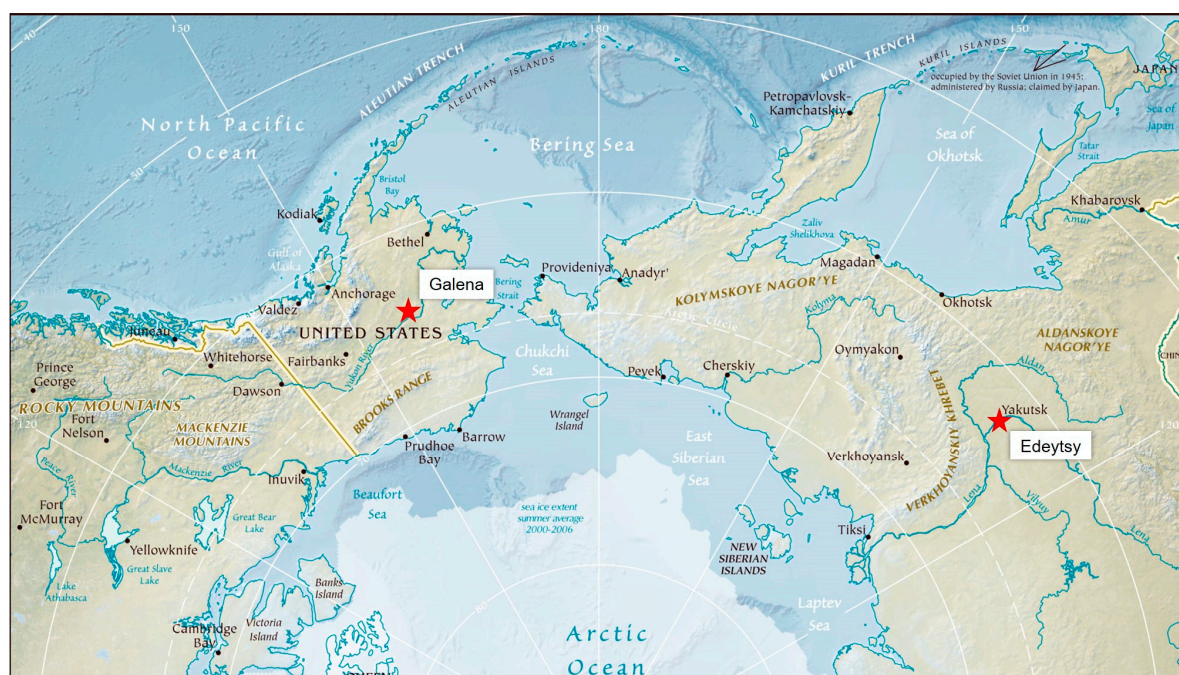 150
180
150
40
ALEUTIAN TRENCH
ALEUTIAN ISLANDS
KURIL TRENCH
KURIL ISLANDS
occupied by the Soviet Union in 1945;
administered by Russia; claimed by Japan.
JAPAN
Sea of
Japan
Petropavlovsk-
Kamchatskiy
North Pacific
Ocean
Bering Sea
Sea of
Okhotsk
Tatar
Strait
50
Bristol
Bay
Kodiak
Khabarovsk
Amur
Gulf of
Alaska
Bethel
Zaliv
Shelikhova
Magadan
Galena
Bering
Strait
Provideniya
Anadyr'
KOLYMSKOYE NAGOR'YE
Anchorage
Valdez
Okhotsk
Kolyma
Arctic Circle
UNITED STATES
Juneau
ALDANSKOYE
NAGOR'YE
CHIN
Whitehorse
Fairbanks
Yukon River
Chukchi
Sea
Oymyakon
Prince
George
Dawson
Peyek
Cherskiy
Aldan
ROCKY MOUNTAINS
BROOKS RANGE
120
Fort
Nelson
MACKENZIE
MOUNTAINS
Wrangel
Island
VERKHOYANSKIY KHREBET
Yakutsk
120
Edeytsy
Prudhoe
Bay
Barrow
East
Siberian
Sea
Verkhoyansk
Peace
River
Mackenzie River
Inuvik
Beaufort
Sea
Lena
Vilyuy
Lena
Fort
McMurray
Great Bear
Lake
sea ice extent
summer average
2000-2006
Tiksi
Yellowknife
Great Slave
Lake
NEW
SIBERIAN
ISLANDS
Lake
Athabasca
Banks
Island
Victoria
Island
80
Laptev
Sea
Cambridge
Bay
Arctic
Ocean
QUEEN